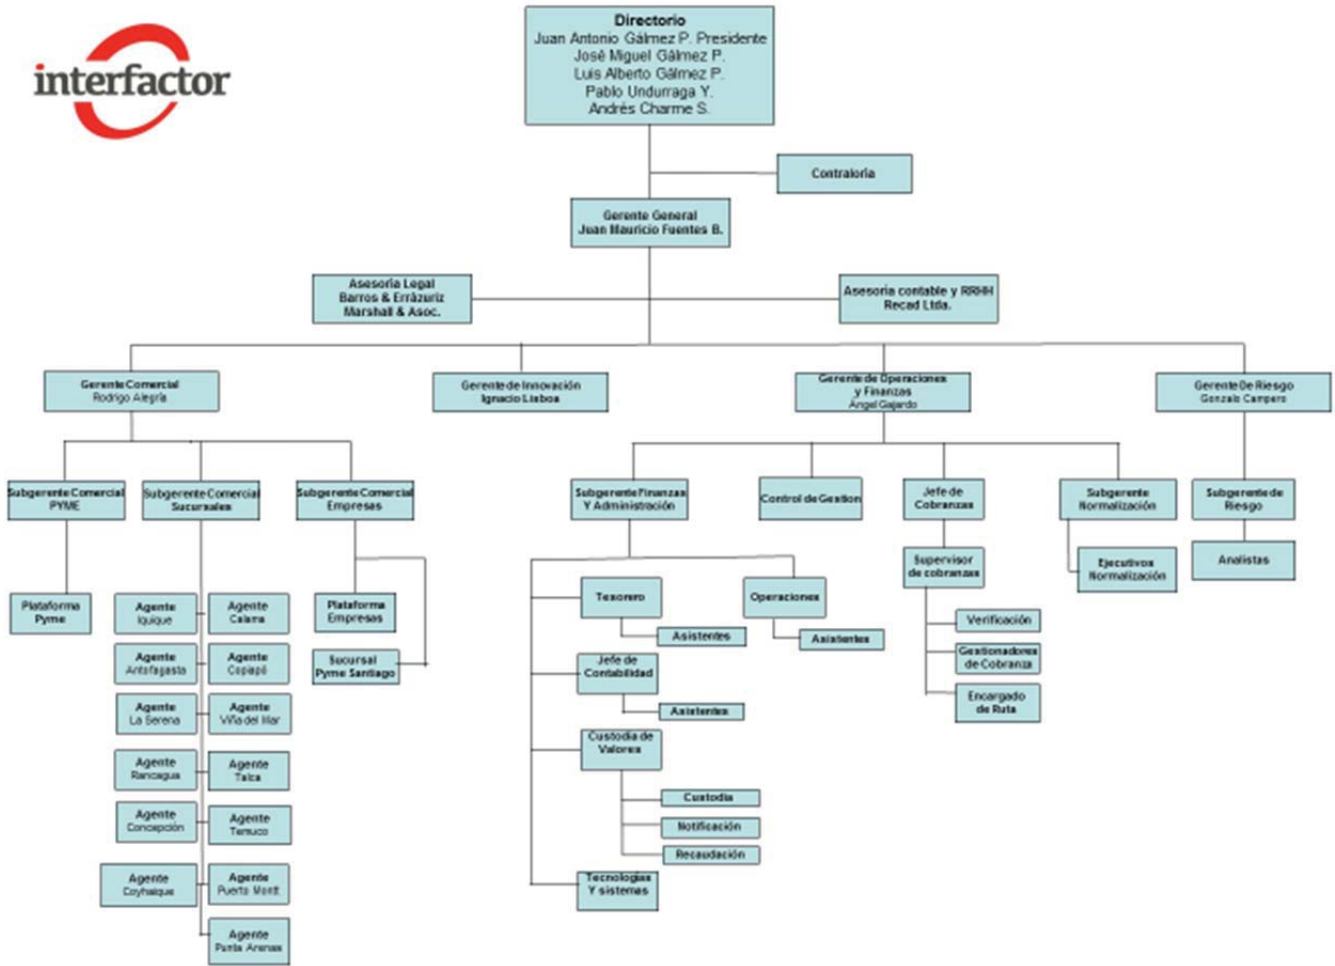 interfactor
Directorio
Juan Antonio Gálmez P. Presidente
José Miguel Gálmez P.
Luis Alberto Gálmez P.
Pablo Undurraga Y.
Andrés Charme S.
Contraloría
Gerente General
Juan Mauricio Fuentes B.
Asesoría Legal
Barros & Errázuriz
Marshall & Asoc.
Asesoría contable y RRHH
Recad Ltda.
Gerente Comercial
Rodrigo Alegría
Gerente de Innovación
Ignacio Lisboa
Gerente de Operaciones
y Finanzas
Ángel Gajardo
Gerente De Riesgo
Gonzalo Campero
Subgerente Comercial
PYME
Subgerente Comercial
Sucursales
Subgerente Comercial
Empresas
Subgerente Finanzas
Y Administración
Control de Gestion
Jefe de
Cobranzas
Subgerente
Normalización
Subgerente de
Riesgo
Supervisor
de cobranzas
Ejecutivos
Normalización
Analistas
Plataforma
Pyme
Agente
Iquique
Agente
Calama
Agente
Antofagasta
Agente
Copiapó
Agente
La Serena
Agente
Viña del Mar
Agente
Rancagua
Agente
Talca
Agente
Concepción
Agente
Temuco
Agente
Coyhaique
Agente
Puerto Montt
Agente
Punta Arenas
Plataforma
Empresas
Sucursal
Pyme Santiago
Tesorero
Asistentes
Operaciones
Asistentes
Jefe de
Contabilidad
Asistentes
Custodia de
Valores
Custodia
Notificación
Recaudación
Tecnologías
Y sistemas
Verificación
Gestionadores
de Cobranza
Encargado
de Ruta